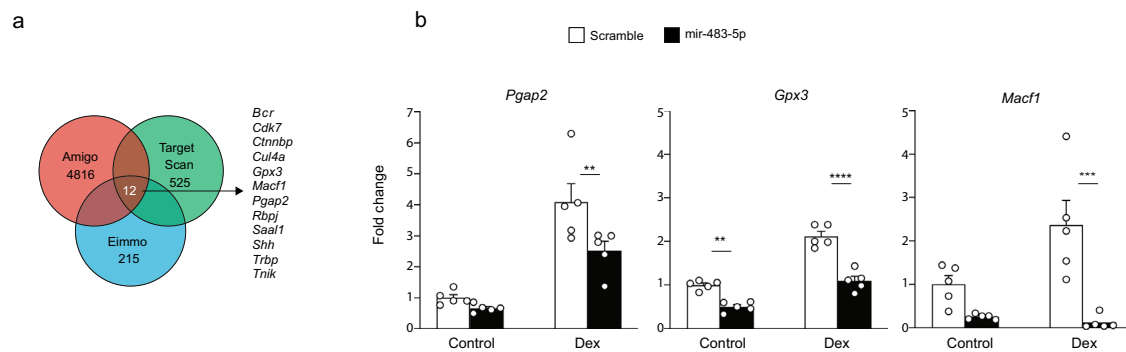 a
b
Scramble
mir-483-5p
Amigo
4816
Target
Scan
525
12
Eimmo
215
Bcr
Cdk7
Ctnnbp
Cul4a
Gpx3
Macf1
Pgap2
Rbpj
Saal1
Shh
Trbp
Tnik
Fold change
Pgap2
7
6
5
4
3
2
1
0
**
Control
Dex
Gpx3
5
4
3
2
1
0
**
****
Control
Dex
Macf1
5
4
3
2
1
0
***
Control
Dex